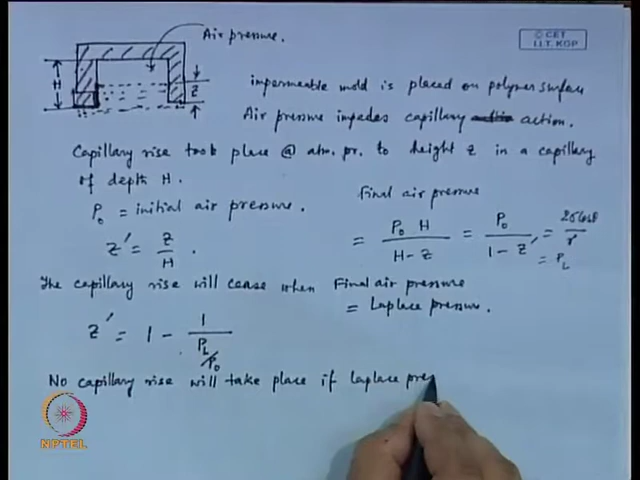 Air pressure.
© CET
I.I.T. KGP
H
Z
impermeable mold is placed on polymer surface
Air pressure impedes capillary action.
Capillary rise took place @ atm. pr. to height z in a capillary
of depth H.
Final air pressure
P₀ = initial air pressure.
= P₀ H / H - Z = P₀ / 1 - Z' = 2σcosθ / r
= P_L
Z' = Z / H .
The capillary rise will cease when Final air pressure
= Laplace pressure.
Z' = 1 - 1 / P_L/P₀
No capillary rise will take place if laplace pre
NPTEL